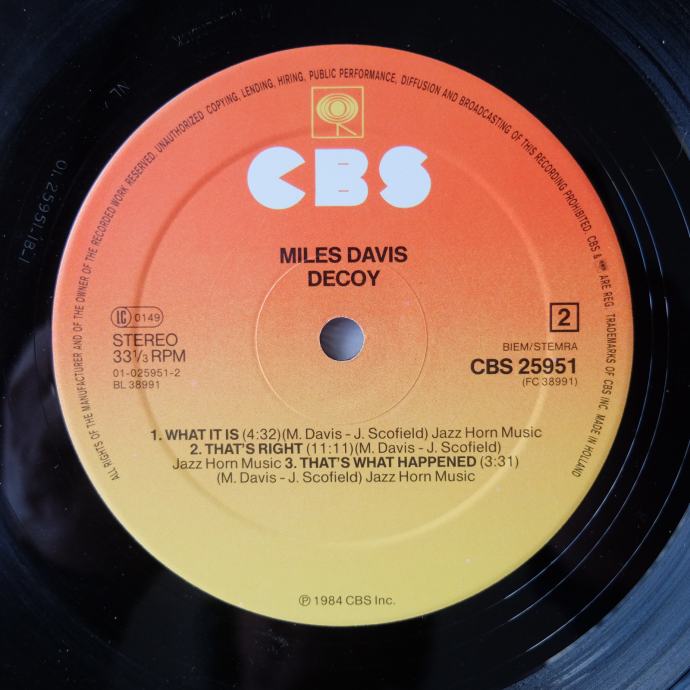 ALL RIGHTS OF THE MANUFACTURER AND OF THE OWNER OF THE RECORDED WORK RESERVED. UNAUTHORIZED COPYING, LENDING, HIRING, PUBLIC PERFORMANCE, DIFFUSION AND BROADCASTING OF THIS RECORDING PROHIBITED. CBS & ARE REG. TRADEMARKS OF CBS INC. MADE IN HOLLAND
CBS
MILES DAVIS
DECOY
LC 0149
STEREO
33 1/3 RPM
01-025951-2
BL 38991
2
BIEM/STEMRA
CBS 25951
(FC 38991)
1. WHAT IT IS (4:32)(M. Davis - J. Scofield) Jazz Horn Music
2. THAT'S RIGHT (11:11)(M. Davis - J. Scofield)
Jazz Horn Music 3. THAT'S WHAT HAPPENED (3:31)
(M. Davis - J. Scofield) Jazz Horn Music
℗ 1984 CBS Inc.